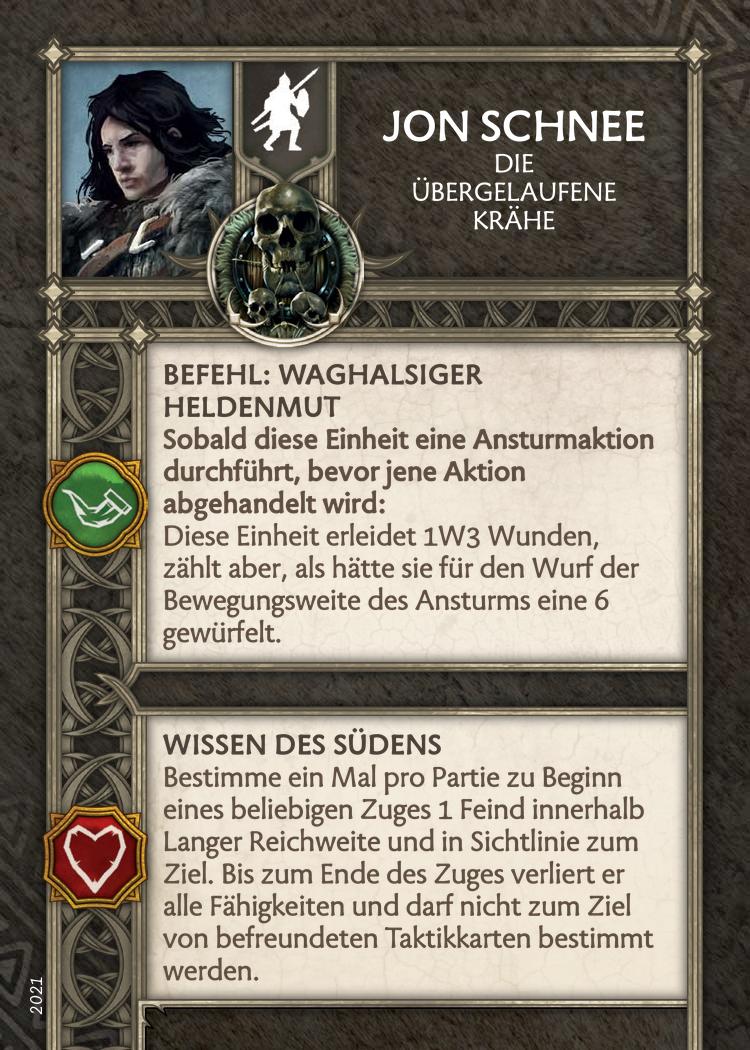 JON SCHNEE
DIE
ÜBERGELAUFENE
KRÄHE
BEFEHL: WAGHALSIGER
HELDENMUT
Sobald diese Einheit eine Ansturmaktion
durchführt, bevor jene Aktion
abgehandelt wird:
Diese Einheit erleidet 1W3 Wunden,
zählt aber, als hätte sie für den Wurf der
Bewegungsweite des Ansturms eine 6
gewürfelt.
WISSEN DES SÜDENS
Bestimme ein Mal pro Partie zu Beginn
eines beliebigen Zuges 1 Feind innerhalb
Langer Reichweite und in Sichtlinie zum
Ziel. Bis zum Ende des Zuges verliert er
alle Fähigkeiten und darf nicht zum Ziel
von befreundeten Taktikkarten bestimmt
werden.
2021